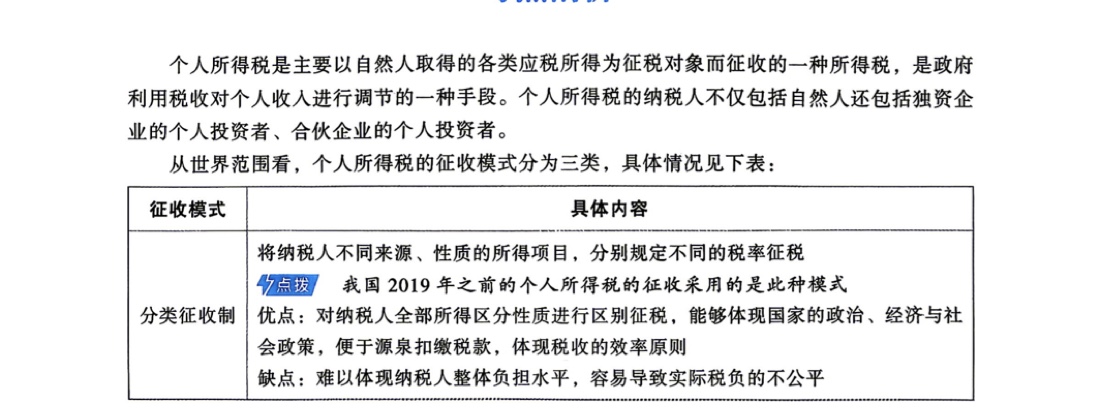 个人所得税是主要以自然人取得的各类应税所得为征税对象而征收的一种所得税，是政府
利用税收对个人收入进行调节的一种手段。个人所得税的纳税人不仅包括自然人还包括独资企
业的个人投资者、合伙企业的个人投资者。
从世界范围看，个人所得税的征收模式分为三类，具体情况见下表：
征收模式 具体内容
分类征收制
将纳税人不同来源、性质的所得项目，分别规定不同的税率征税
点拨 我国 2019 年之前的个人所得税的征收采用的是此种模式
优点：对纳税人全部所得区分性质进行区别征税，能够体现国家的政治、经济与社
会政策，便于源泉扣缴税款，体现税收的效率原则
缺点：难以体现纳税人整体负担水平，容易导致实际税负的不公平